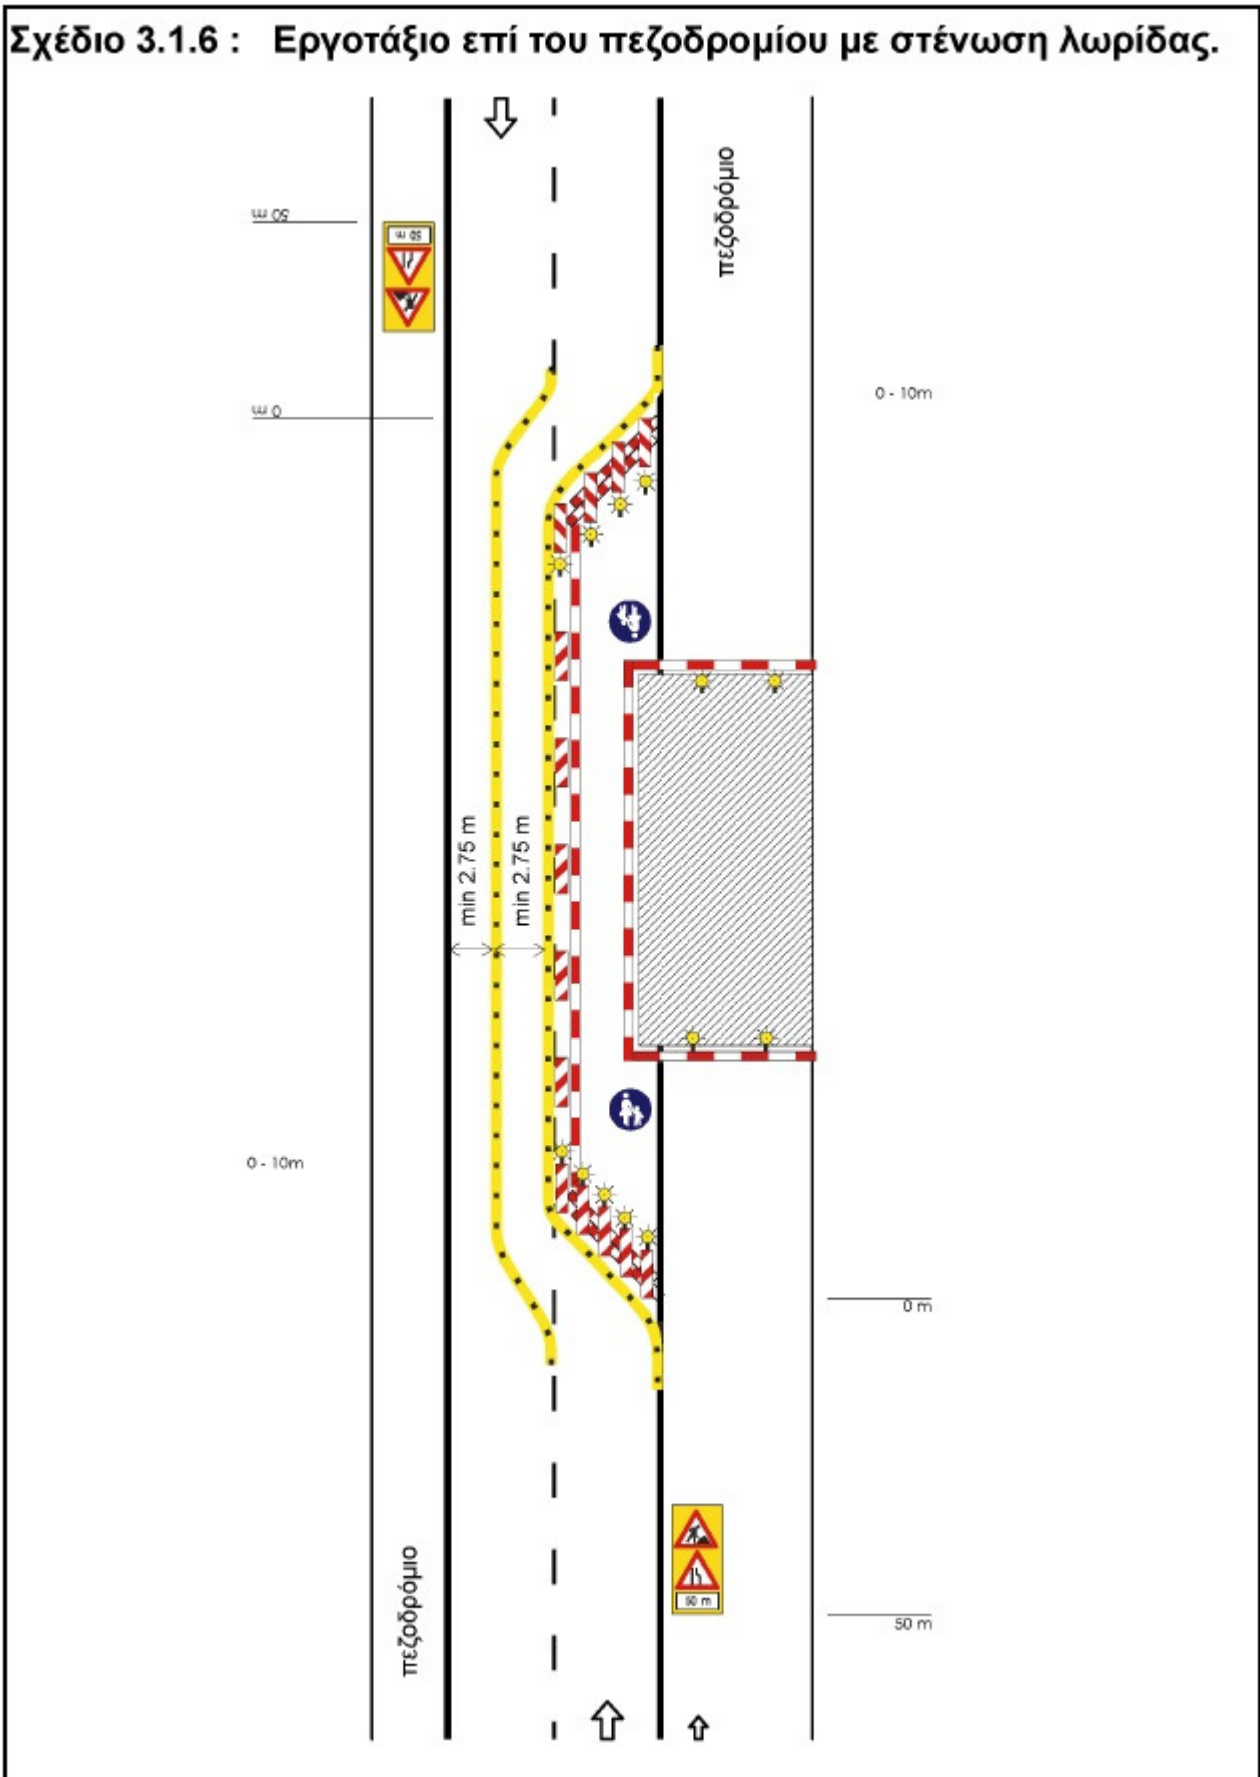 Σχέδιο 3.1.6 : Εργοτάξιο επί του πεζοδρομίου με στένωση λωρίδας.
πεζοδρόμιο
50 m
50 m
0 - 10m
0 m
min 2.75 m
min 2.75 m
0 - 10m
0 m
πεζοδρόμιο
50 m
50 m